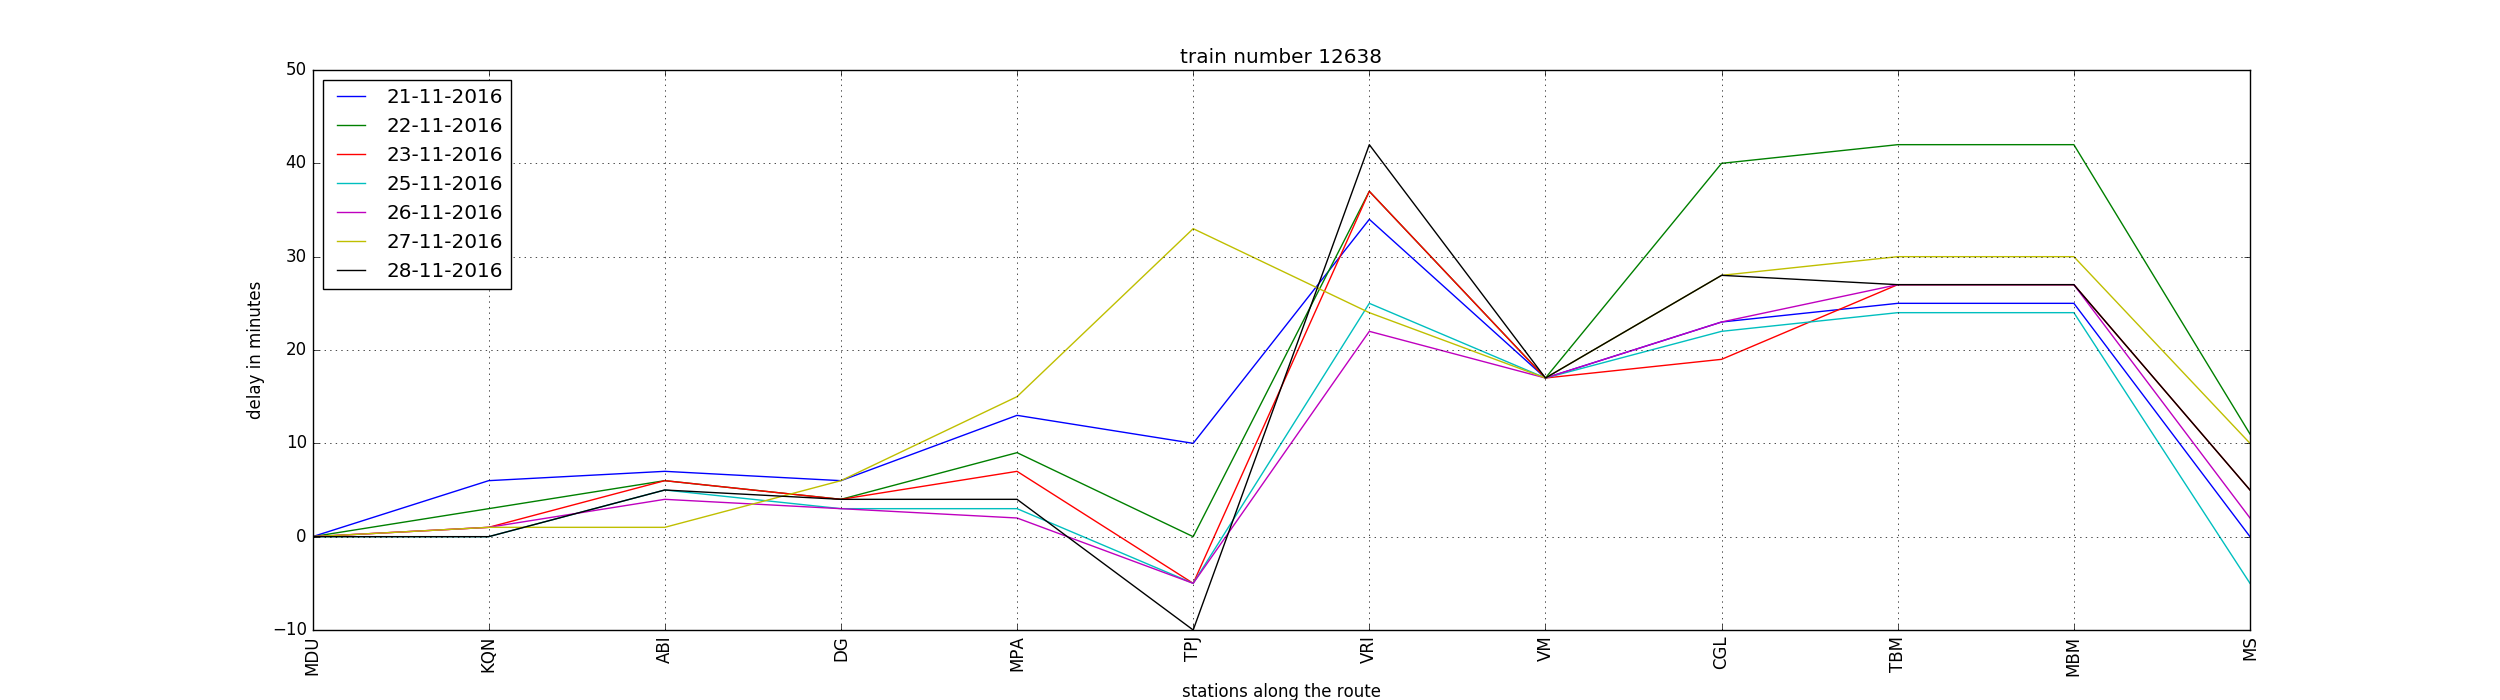 train number 12638
50
40
30
20
10
0
−10
delay in minutes
21-11-2016
22-11-2016
23-11-2016
25-11-2016
26-11-2016
27-11-2016
28-11-2016
MDU
KQN
ABI
DG
MPA
TPJ
VRI
VM
CGL
TBM
MBM
MS
stations along the route